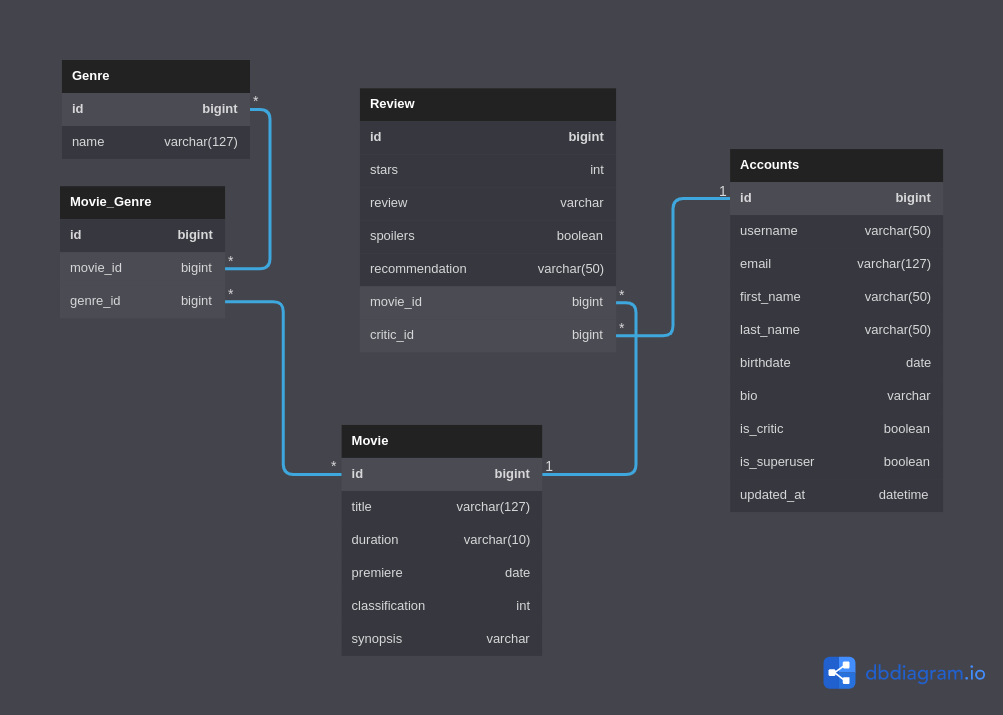 Genre
id bigint
name varchar(127)
*
Movie_Genre
id bigint
movie_id bigint
genre_id bigint
*
*
Review
id bigint
stars int
review varchar
spoilers boolean
recommendation varchar(50)
movie_id bigint
critic_id bigint
*
*
Accounts
1
id bigint
username varchar(50)
email varchar(127)
first_name varchar(50)
last_name varchar(50)
birthdate date
bio varchar
is_critic boolean
is_superuser boolean
updated_at datetime
Movie
* 1
id bigint
title varchar(127)
duration varchar(10)
premiere date
classification int
synopsis varchar
dbdiagram.io